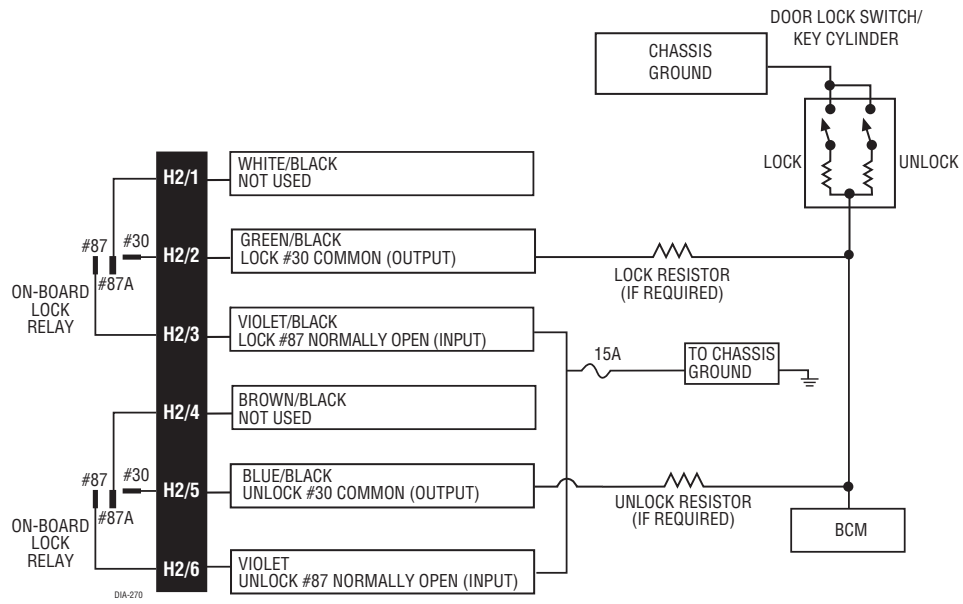 DOOR LOCK SWITCH/
KEY CYLINDER
CHASSIS
GROUND
LOCK
UNLOCK
H2/1
WHITE/BLACK
NOT USED
#87
#30
#87A
ON-BOARD
LOCK
RELAY
H2/2
GREEN/BLACK
LOCK #30 COMMON (OUTPUT)
LOCK RESISTOR
(IF REQUIRED)
H2/3
VIOLET/BLACK
LOCK #87 NORMALLY OPEN (INPUT)
15A
TO CHASSIS
GROUND
H2/4
BROWN/BLACK
NOT USED
#87
#30
#87A
ON-BOARD
LOCK
RELAY
H2/5
BLUE/BLACK
UNLOCK #30 COMMON (OUTPUT)
UNLOCK RESISTOR
(IF REQUIRED)
BCM
H2/6
VIOLET
UNLOCK #87 NORMALLY OPEN (INPUT)
DIA-270